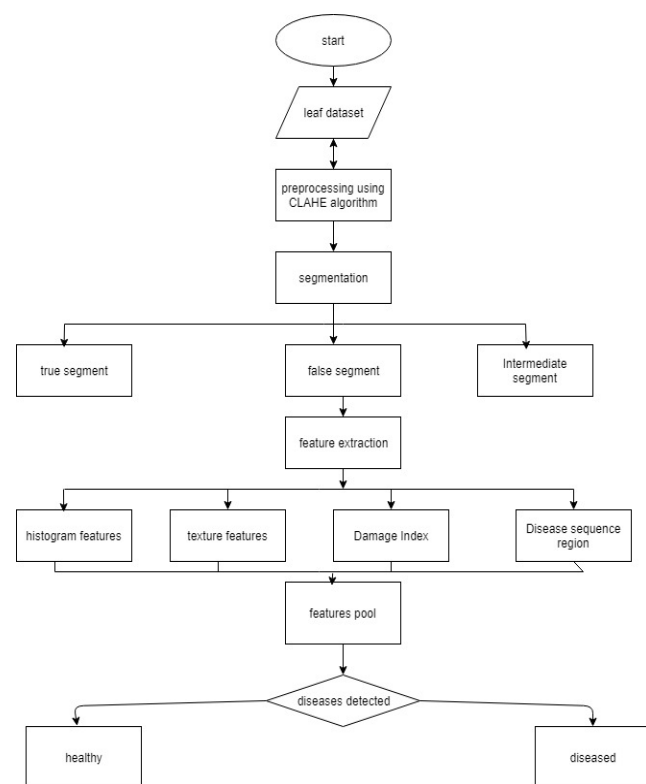 start
leaf dataset
preprocessing using
CLAHE algorithm
segmentation
true segment
false segment
Intermediate
segment
feature extraction
histogram features
texture features
Damage Index
Disease sequence
region
features pool
diseases detected
healthy
diseased